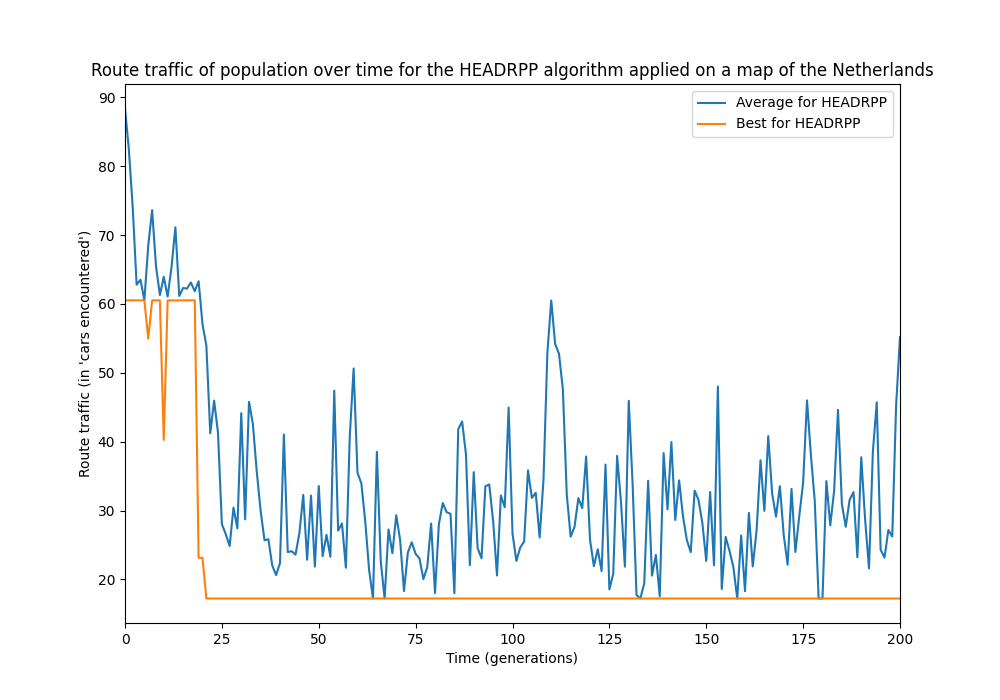 Route traffic of population over time for the HEADRPP algorithm applied on a map of the Netherlands
Average for HEADRPP
Best for HEADRPP
Route traffic (in 'cars encountered')
90
80
70
60
50
40
30
20
0 25 50 75 100 125 150 175 200
Time (generations)